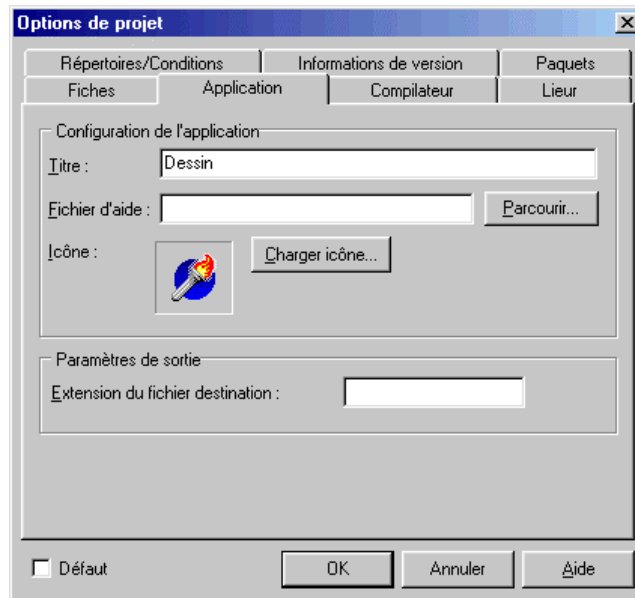 Options de projet
Répertoires/Conditions Informations de version Paquets
Fiches Application Compilateur Lieur
Configuration de l'application
Titre : Dessin
Fichier d'aide : Parcourir...
Icône : Charger icône...
Paramètres de sortie
Extension du fichier destination :
Défaut OK Annuler Aide